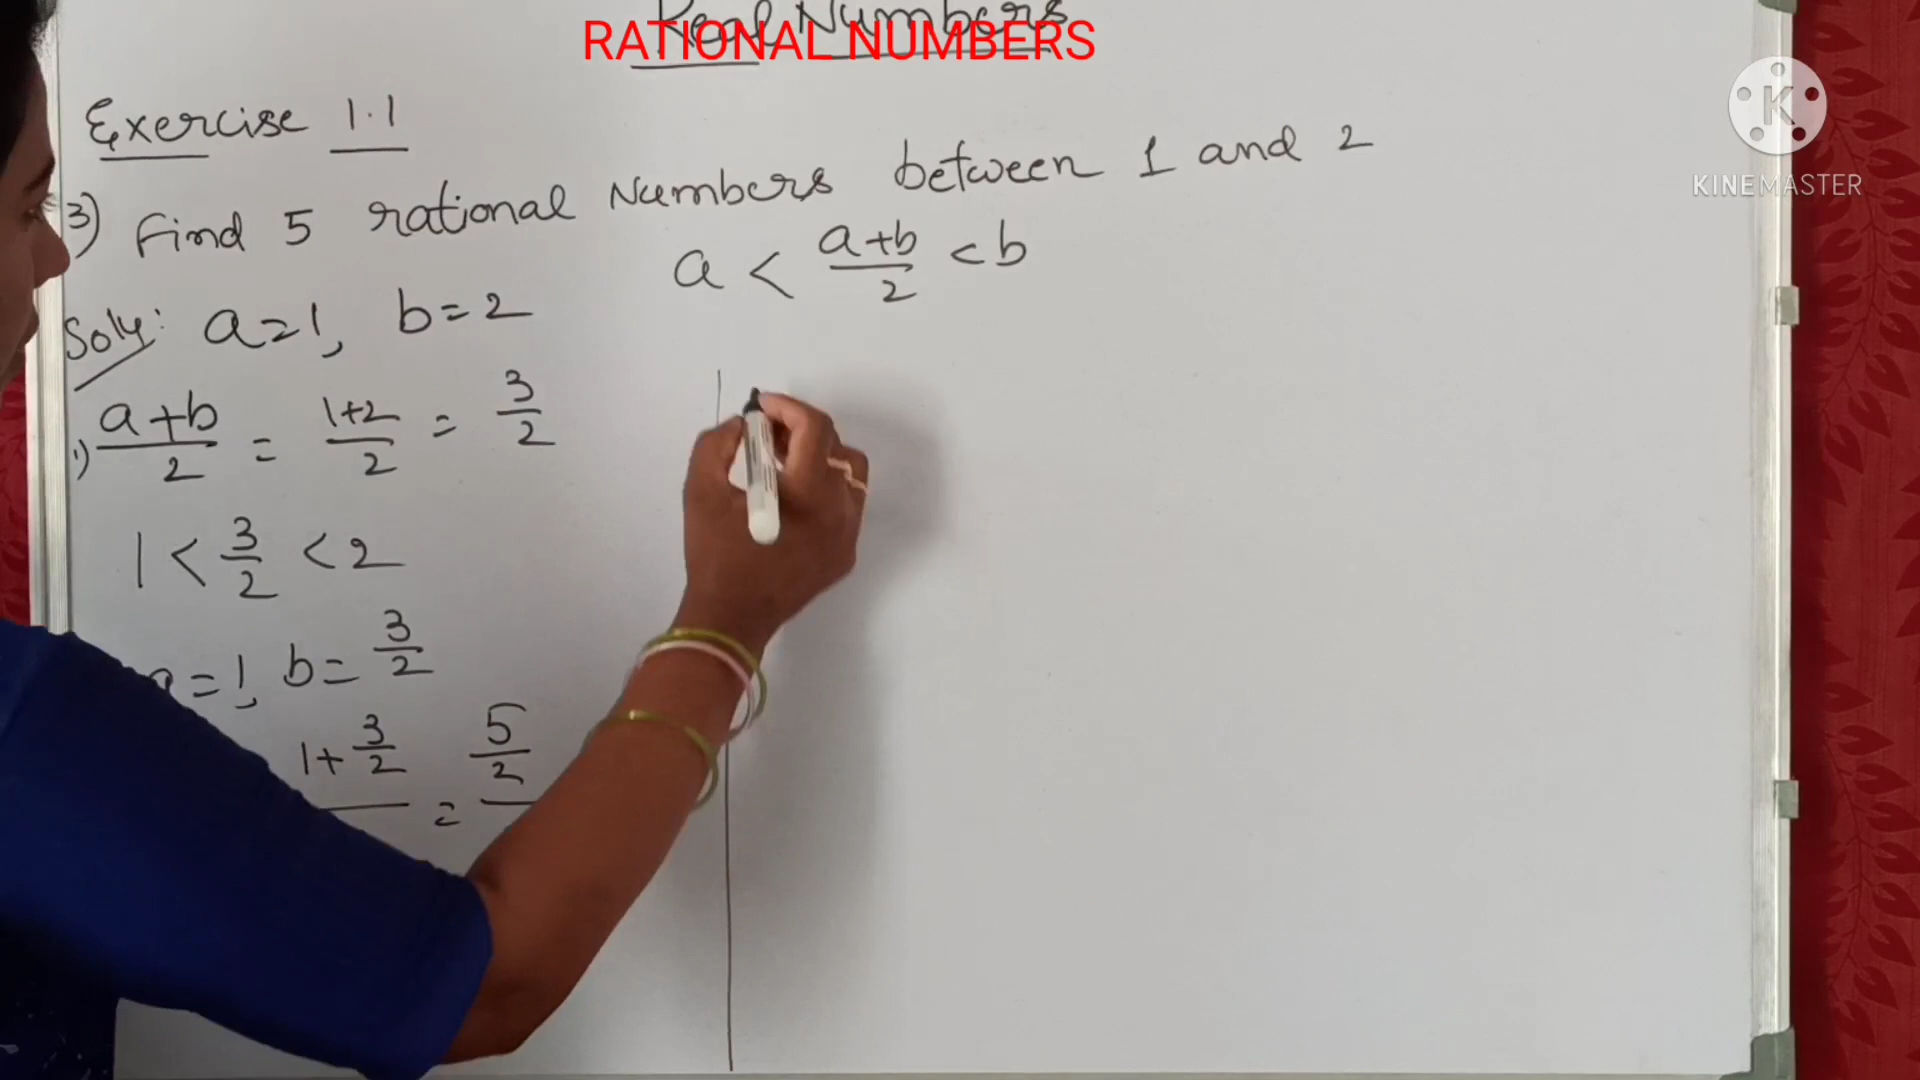 Real Numbers
RATIONAL NUMBERS
KINEMASTER
Exercise 1.1
3) Find 5 rational Numbers between 1 and 2
a < a+b/2 < b
Soln: a=1, b=2
1) a+b/2 = 1+2/2 = 3/2
1 < 3/2 < 2
a=1, b= 3/2
1+ 3/2 = 5/2